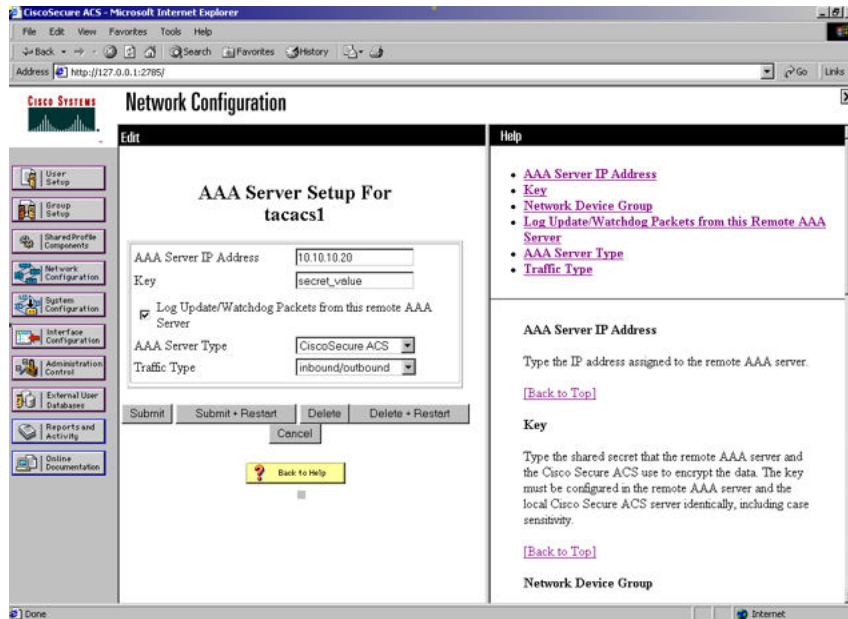 CiscoSecure ACS - Microsoft Internet Explorer
File Edit View Favorites Tools Help
Back Search Favorites History
Address http://127.0.0.1:2785/ Go Links
CISCO SYSTEMS
Network Configuration
User Setup
Group Setup
Shared Profile Components
Network Configuration
System Configuration
Interface Configuration
Administration Control
External User Databases
Reports and Activity
Online Documentation
Edit
AAA Server Setup For
tacacs1
AAA Server IP Address 10.10.10.20
Key secret_value
Log Update/Watchdog Packets from this remote AAA
Server
AAA Server Type CiscoSecure ACS
Traffic Type inbound/outbound
Submit Submit + Restart Delete Delete + Restart
Cancel
? Back to Help
Help
AAA Server IP Address
Key
Network Device Group
Log Update/Watchdog Packets from this Remote AAA
Server
AAA Server Type
Traffic Type
AAA Server IP Address
Type the IP address assigned to the remote AAA server.
[Back to Top]
Key
Type the shared secret that the remote AAA server and
the Cisco Secure ACS use to encrypt the data. The key
must be configured in the remote AAA server and the
local Cisco Secure ACS server identically, including case
sensitivity.
[Back to Top]
Network Device Group
Done Internet